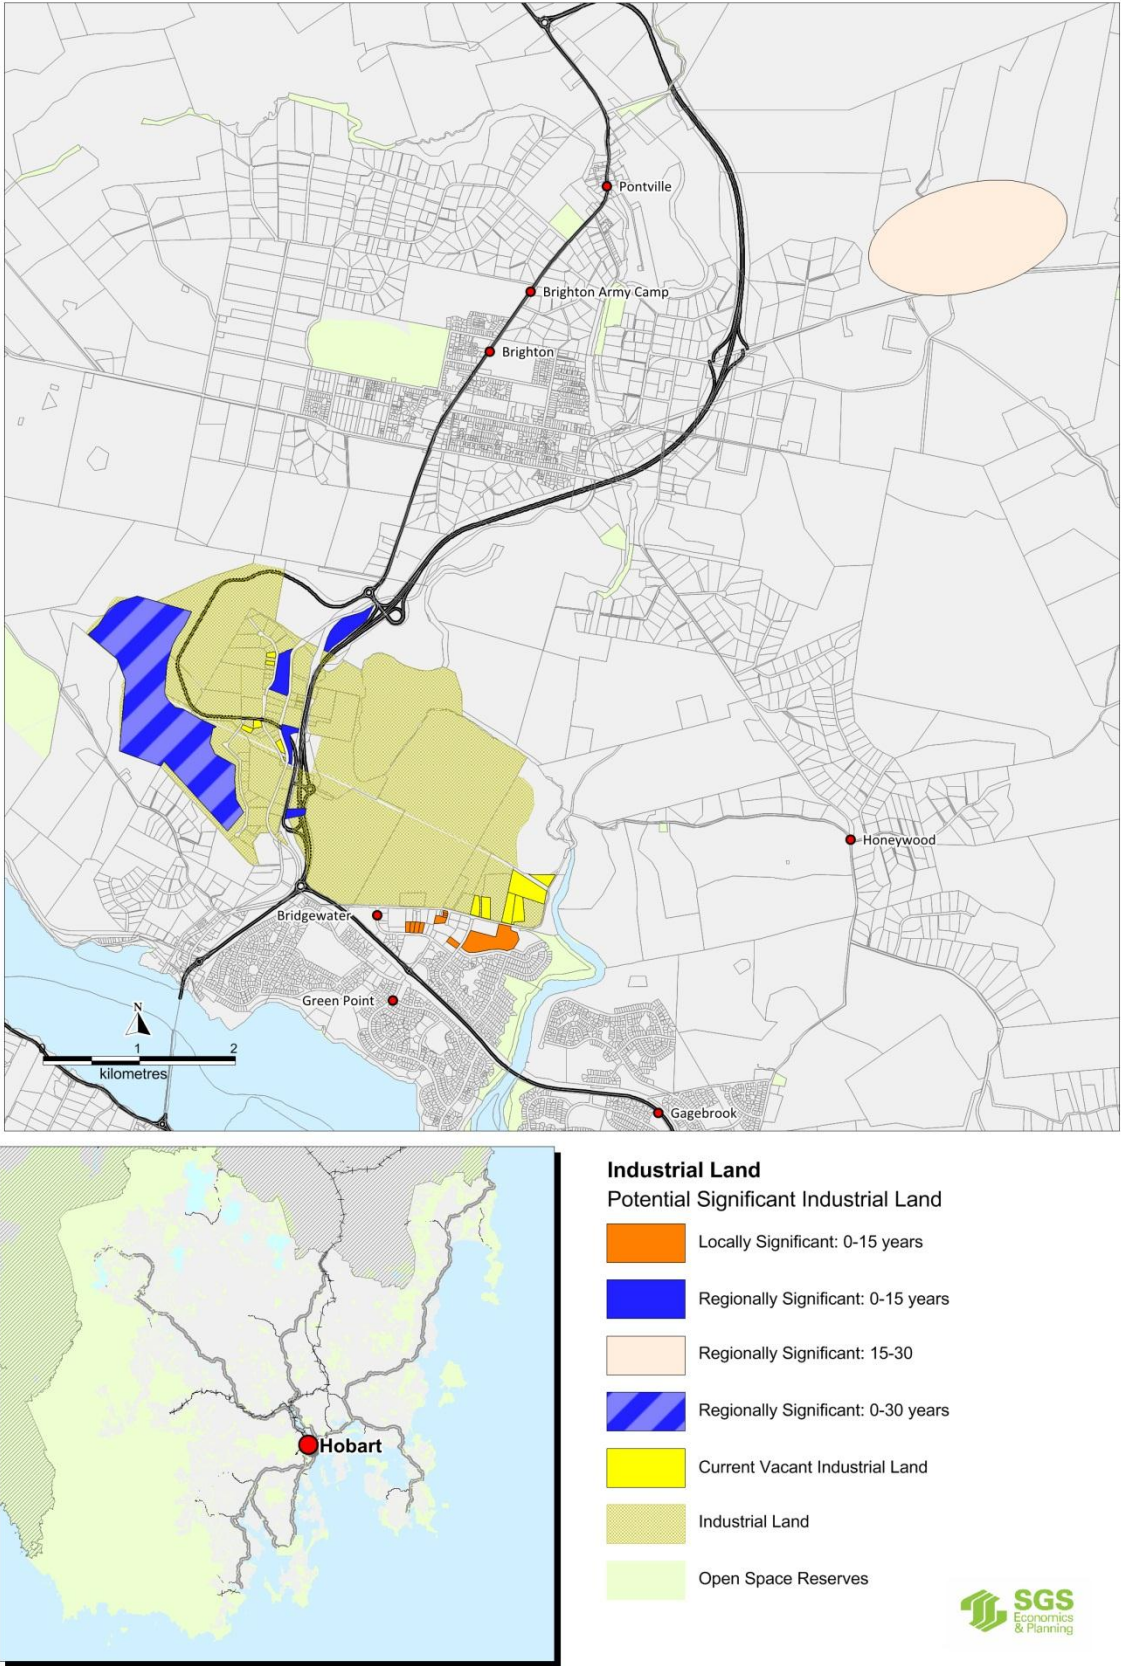 Pontville
Brighton Army Camp
Brighton
Honeywood
Bridgewater
Green Point
N
0 1 2
kilometres
Gagebrook
Hobart
Industrial Land
Potential Significant Industrial Land
Locally Significant: 0-15 years
Regionally Significant: 0-15 years
Regionally Significant: 15-30
Regionally Significant: 0-30 years
Current Vacant Industrial Land
Industrial Land
Open Space Reserves
SGS
Economics
& Planning